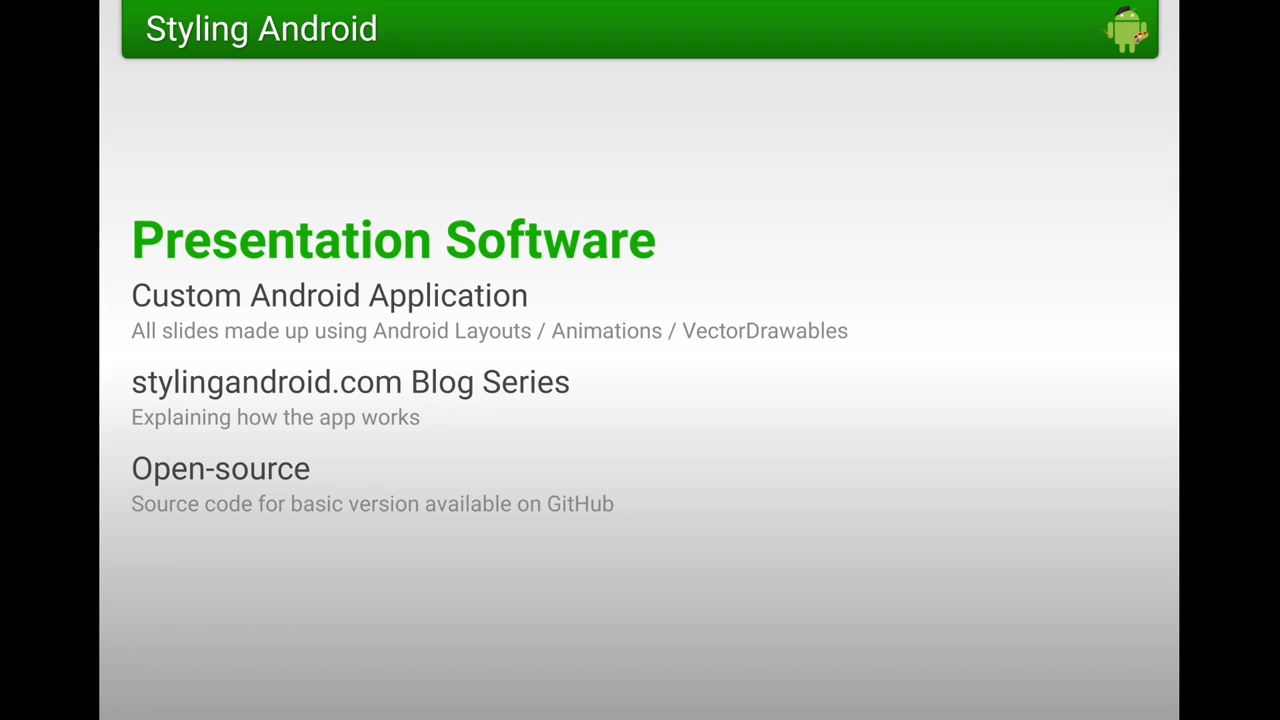 Styling Android
Presentation Software
Custom Android Application
All slides made up using Android Layouts / Animations / VectorDrawables
stylingandroid.com Blog Series
Explaining how the app works
Open-source
Source code for basic version available on GitHub